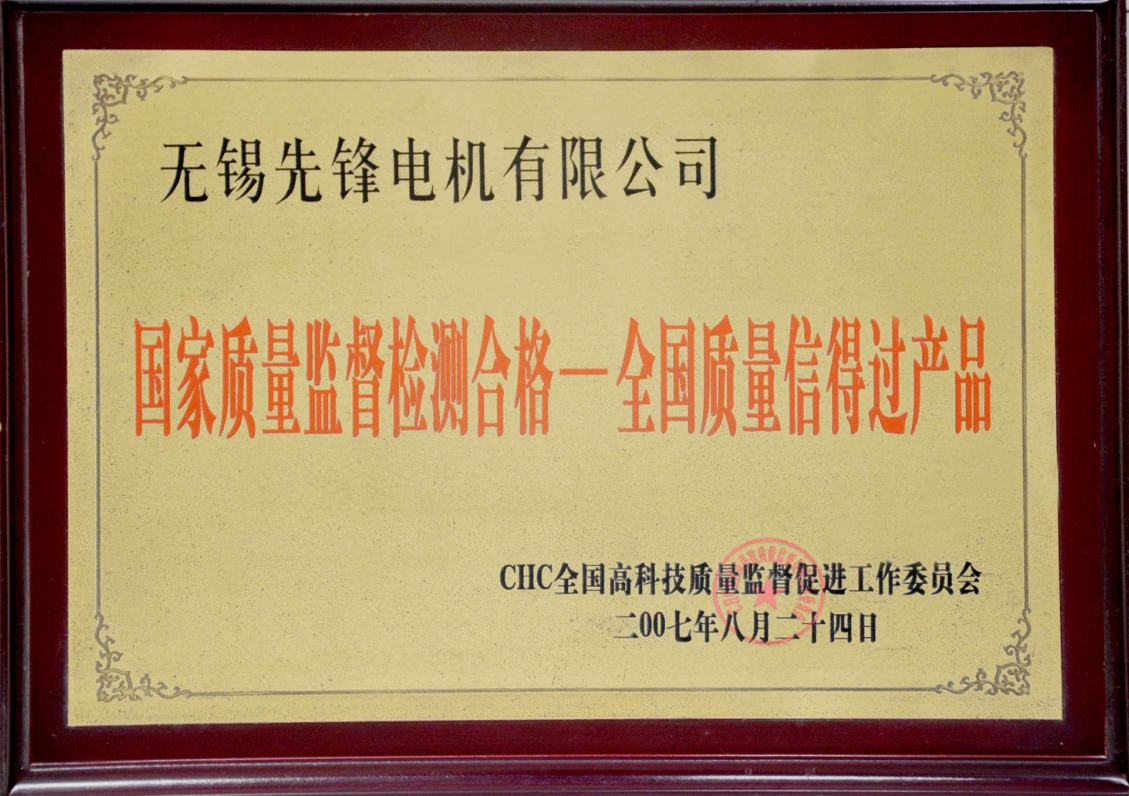 无锡先锋电机有限公司
国家质量监督检测合格—全国质量信得过产品
CHC全国高科技质量监督促进工作委员会
二00七年八月二十四日